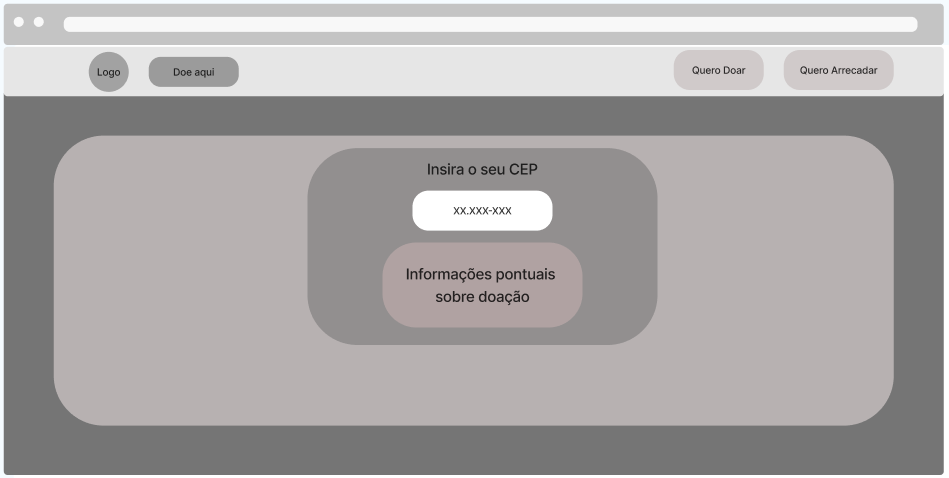 Logo
Doe aqui
Quero Doar
Quero Arrecadar
Insira o seu CEP
XX.XXX-XXX
Informações pontuais
sobre doação